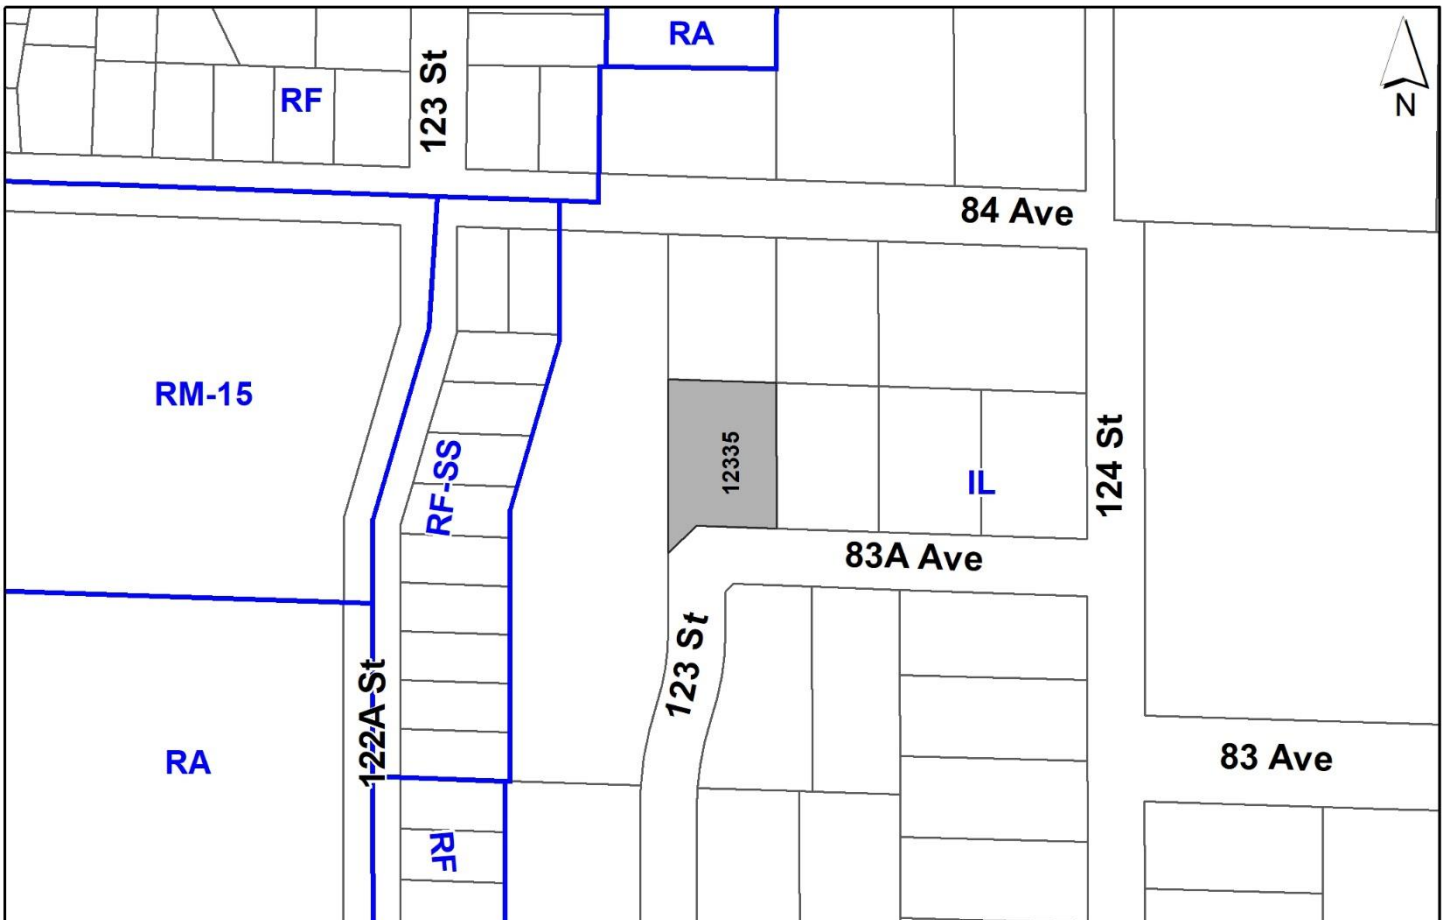 RA
N
123 St
RF
84 Ave
RM-15
RF-SS
12335
IL
124 St
83A Ave
123 St
122A St
RA
83 Ave
RF